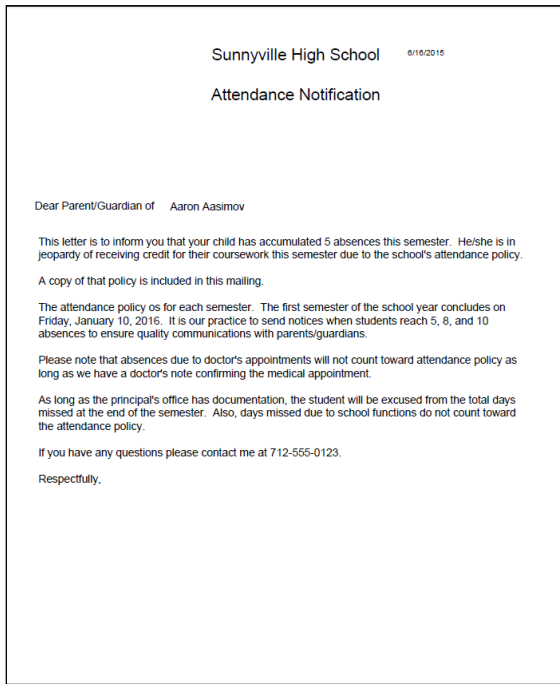 Sunnyville High School 6/16/2015
Attendance Notification
Dear Parent/Guardian of Aaron Aasimov
This letter is to inform you that your child has accumulated 5 absences this semester. He/she is in
jeopardy of receiving credit for their coursework this semester due to the school's attendance policy.
A copy of that policy is included in this mailing.
The attendance policy os for each semester. The first semester of the school year concludes on
Friday, January 10, 2016. It is our practice to send notices when students reach 5, 8, and 10
absences to ensure quality communications with parents/guardians.
Please note that absences due to doctor's appointments will not count toward attendance policy as
long as we have a doctor's note confirming the medical appointment.
As long as the principal's office has documentation, the student will be excused from the total days
missed at the end of the semester. Also, days missed due to school functions do not count toward
the attendance policy.
If you have any questions please contact me at 712-555-0123.
Respectfully,